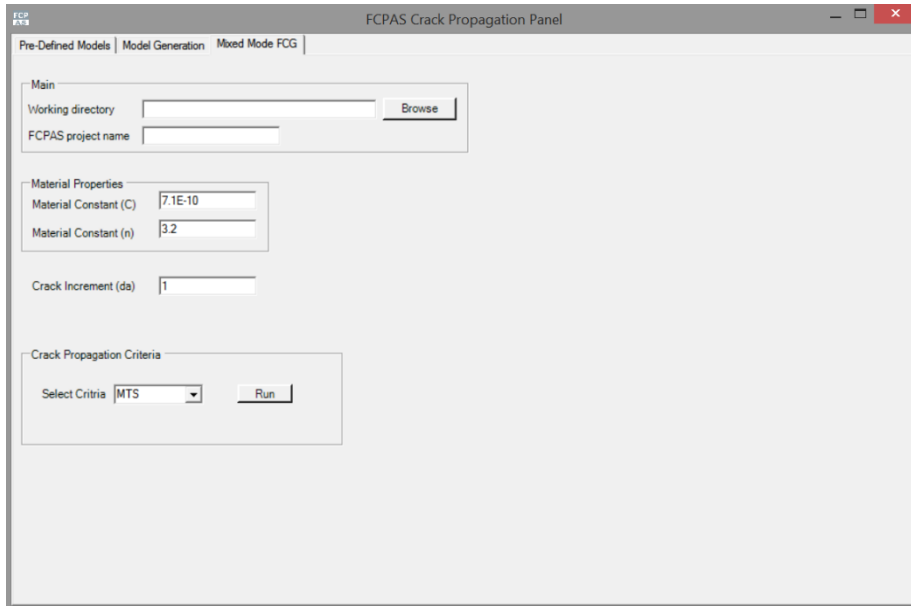 FCP
AS
FCPAS Crack Propagation Panel
Pre-Defined Models Model Generation Mixed Mode FCG
Main
Working directory Browse
FCPAS project name
Material Properties
Material Constant (C) 7.1E-10
Material Constant (n) 3.2
Crack Increment (da) 1
Crack Propagation Criteria
Select Critria MTS Run